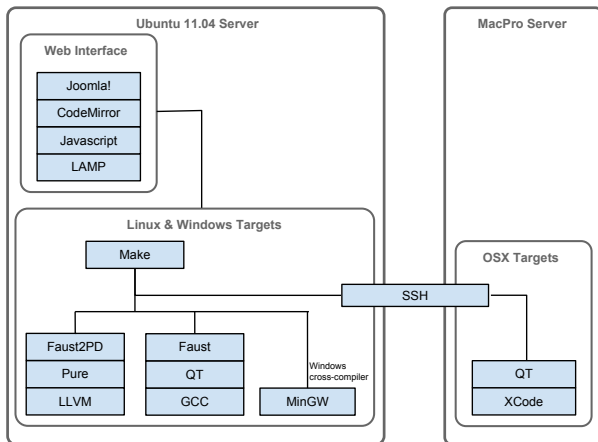 Ubuntu 11.04 Server
MacPro Server
Web Interface
Joomla!
CodeMirror
Javascript
LAMP
Linux & Windows Targets
Make
OSX Targets
SSH
Faust2PD
Pure
LLVM
Faust
QT
GCC
Windows
cross-compiler
MinGW
QT
XCode